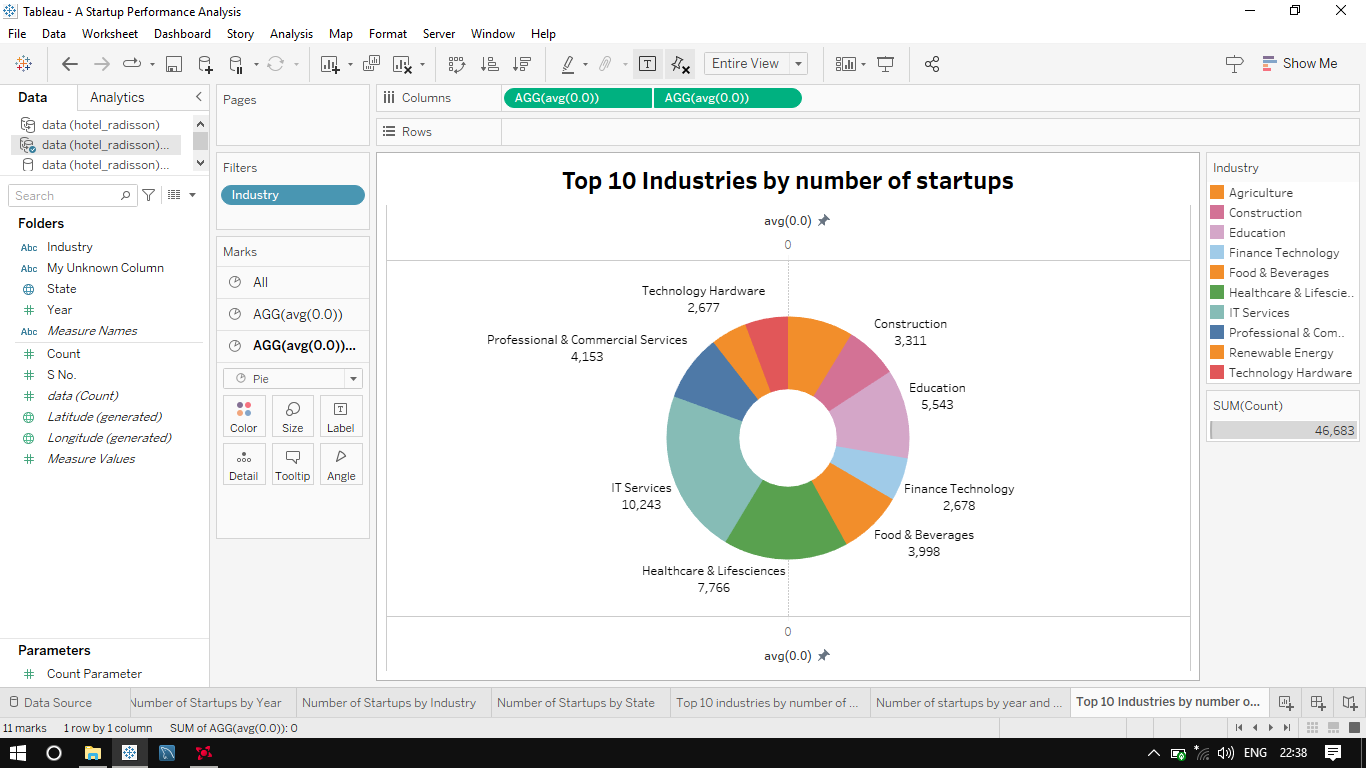 Tableau - A Startup Performance Analysis
File Data Worksheet Dashboard Story Analysis Map Format Server Window Help
Entire View
Show Me
Data Analytics
data (hotel_radisson)
data (hotel_radisson)...
data (hotel_radisson)...
Search
Folders
Abc Industry
Abc My Unknown Column
State
# Year
Abc Measure Names
# Count
# S No.
# data (Count)
Latitude (generated)
Longitude (generated)
# Measure Values
Parameters
# Count Parameter
Pages
Filters
Industry
Marks
All
AGG(avg(0.0))
AGG(avg(0.0))...
Pie
Color Size Label
Detail Tooltip Angle
Columns AGG(avg(0.0)) AGG(avg(0.0))
Rows
Top 10 Industries by number of startups
avg(0.0)
0
Technology Hardware
2,677
Construction
3,311
Professional & Commercial Services
4,153
Education
5,543
IT Services
10,243
Finance Technology
2,678
Food & Beverages
3,998
Healthcare & Lifesciences
7,766
0
avg(0.0)
Industry
Agriculture
Construction
Education
Finance Technology
Food & Beverages
Healthcare & Lifescie..
IT Services
Professional & Com..
Renewable Energy
Technology Hardware
SUM(Count)
46,683
Data Source Number of Startups by Year Number of Startups by Industry Number of Startups by State Top 10 industries by number of ... Number of startups by year and ... Top 10 Industries by number o...
11 marks 1 row by 1 column SUM of AGG(avg(0.0)): 0
ENG 22:38